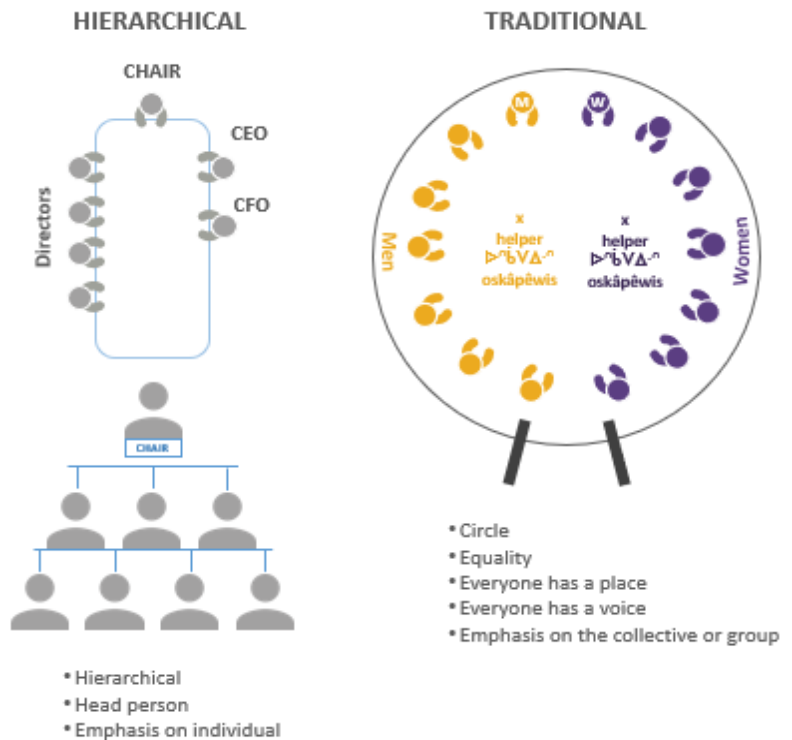 HIERARCHICAL
CHAIR
CEO
CFO
Directors
CHAIR
• Hierarchical
• Head person
• Emphasis on individual
TRADITIONAL
M
W
Men
x
helper
ᐅᐢᑳᐯᐃᐧᐢ
oskâpêwis
x
helper
ᐅᐢᑳᐯᐃᐧᐢ
oskâpêwis
Women
• Circle
• Equality
• Everyone has a place
• Everyone has a voice
• Emphasis on the collective or group